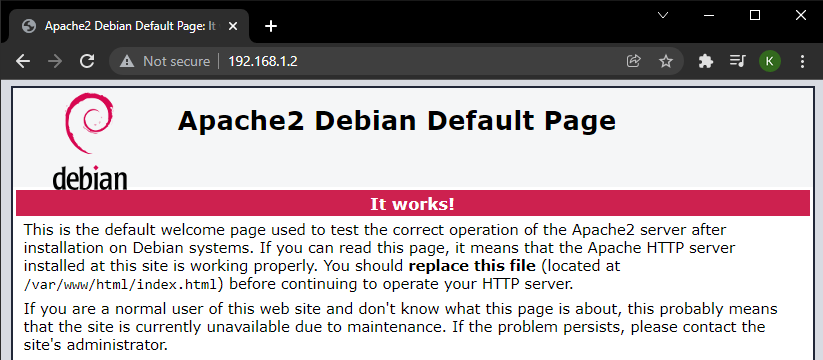 Apache2 Debian Default Page: It
Not secure
192.168.1.2
K
debian
Apache2 Debian Default Page
It works!
This is the default welcome page used to test the correct operation of the Apache2 server after
installation on Debian systems. If you can read this page, it means that the Apache HTTP server
installed at this site is working properly. You should replace this file (located at
/var/www/html/index.html) before continuing to operate your HTTP server.
If you are a normal user of this web site and don't know what this page is about, this probably means
that the site is currently unavailable due to maintenance. If the problem persists, please contact the
site's administrator.